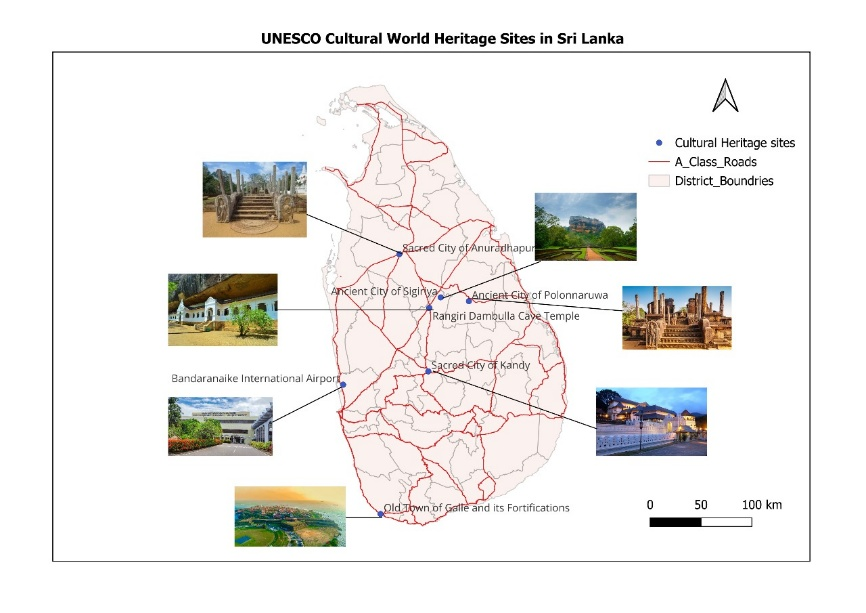 UNESCO Cultural World Heritage Sites in Sri Lanka
Cultural Heritage sites
A_Class_Roads
District_Boundries
Sacred City of Anuradhapur
Ancient City of Siginya
Ancient City of Polonnaruwa
Rangiri Dambulla Cave Temple
Sacred City of Kandy
Bandaranaike International Airport
Old Town of Galle and its Fortifications
0 50 100 km